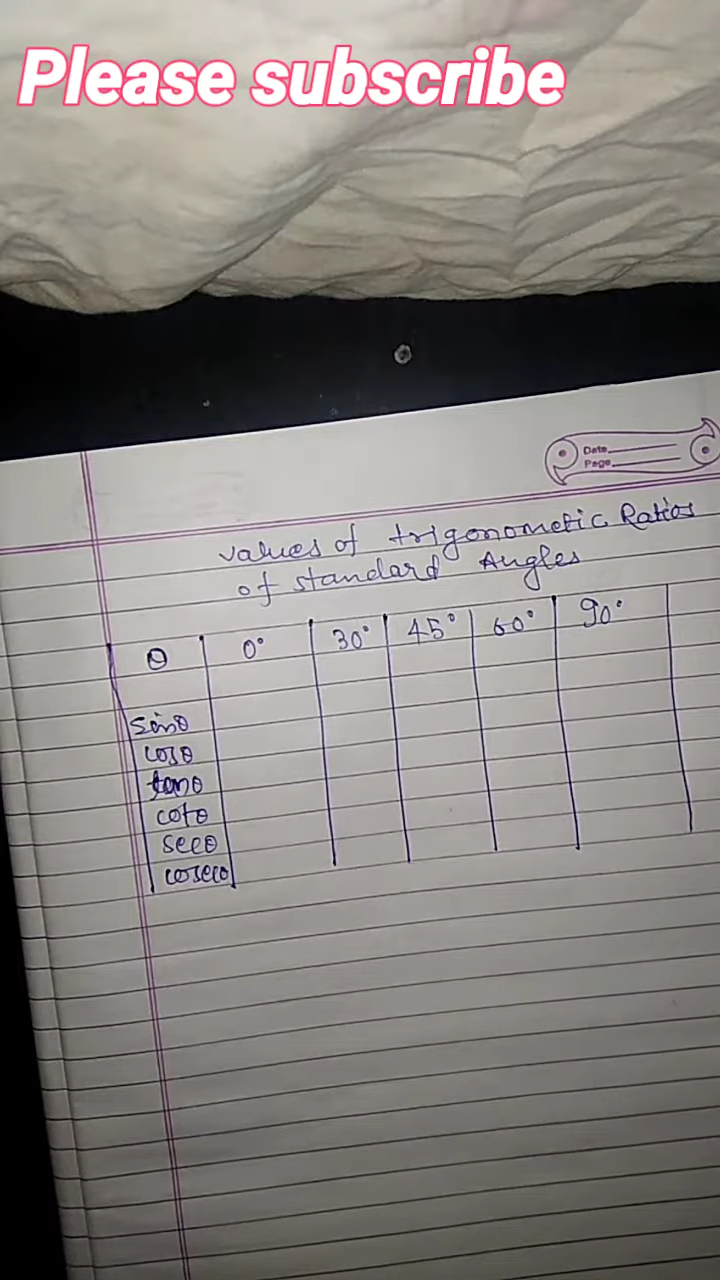 Please subscribe
Date
Page
values of trigonometic Ratios
of standard Angles
θ 0° 30° 45° 60° 90°
sinθ
cosθ
tanθ
cotθ
secθ
cosecθ